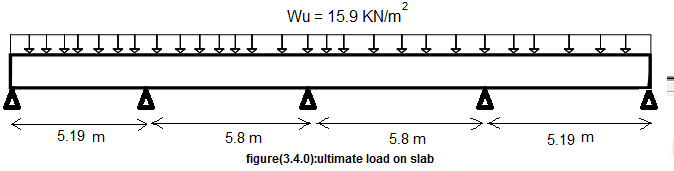 Wu = 15.9 KN/m²
5.19 m 5.8 m 5.8 m 5.19 m
figure(3.4.0):ultimate load on slab